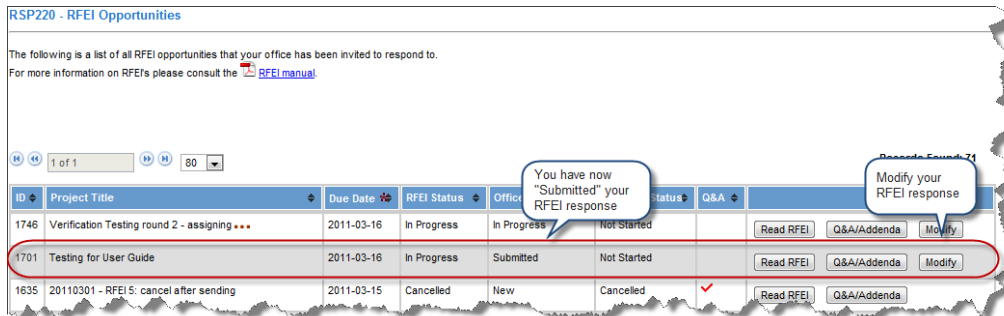 RSP220 - RFEI Opportunities
The following is a list of all RFEI opportunities that your office has been invited to respond to.
For more information on RFEI's please consult the RFEI manual.
1 of 1 80
Records Found: 71
You have now
"Submitted" your
RFEI response
Modify your
RFEI response
ID Project Title Due Date RFEI Status Office Status Q&A
1746 Verification Testing round 2 - assigning... 2011-03-16 In Progress In Progress Not Started Read RFEI Q&A/Addenda Modify
1701 Testing for User Guide 2011-03-16 In Progress Submitted Not Started Read RFEI Q&A/Addenda Modify
1635 20110301 - RFEI 5: cancel after sending 2011-03-15 Cancelled New Cancelled Read RFEI Q&A/Addenda